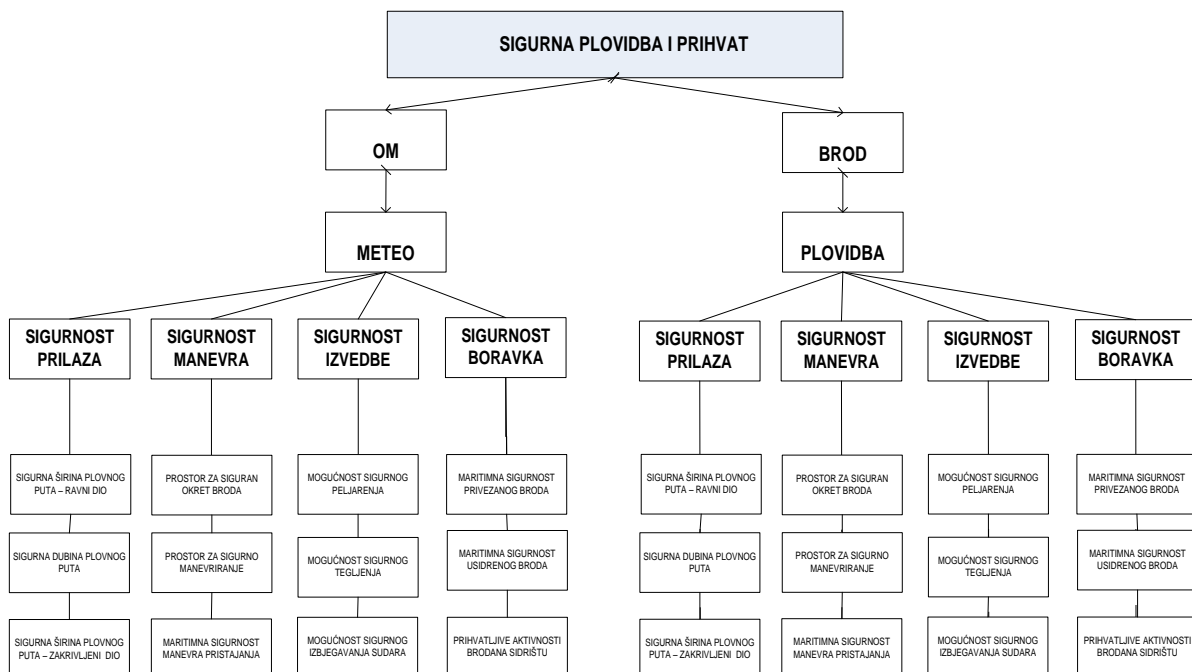 SIGURNA PLOVIDBA I PRIHVAT
OM
BROD
METEO
PLOVIDBA
SIGURNOST
PRILAZA
SIGURNOST
MANEVRA
SIGURNOST
IZVEDBE
SIGURNOST
BORAVKA
SIGURNOST
PRILAZA
SIGURNOST
MANEVRA
SIGURNOST
IZVEDBE
SIGURNOST
BORAVKA
SIGURNA ŠIRINA PLOVNOG
PUTA – RAVNI DIO
PROSTOR ZA SIGURAN
OKRET BRODA
MOGUĆNOST SIGURNOG
PELJARENJA
MARITIMNA SIGURNOST
PRIVEZANOG BRODA
SIGURNA ŠIRINA PLOVNOG
PUTA – RAVNI DIO
PROSTOR ZA SIGURAN
OKRET BRODA
MOGUĆNOST SIGURNOG
PELJARENJA
MARITIMNA SIGURNOST
PRIVEZANOG BRODA
SIGURNA DUBINA PLOVNOG
PUTA
PROSTOR ZA SIGURNO
MANEVRIRANJE
MOGUĆNOST SIGURNOG
TEGLJENJA
MARITIMNA SIGURNOST
USIDRENOG BRODA
SIGURNA DUBINA PLOVNOG
PUTA
PROSTOR ZA SIGURNO
MANEVRIRANJE
MOGUĆNOST SIGURNOG
TEGLJENJA
MARITIMNA SIGURNOST
USIDRENOG BRODA
SIGURNA ŠIRINA PLOVNOG
PUTA – ZAKRIVLJENI DIO
MARITIMNA SIGURNOST
MANEVRA PRISTAJANJA
MOGUĆNOST SIGURNOG
IZBJEGAVANJA SUDARA
PRIHVATLJIVE AKTIVNOSTI
BRODANA SIDRIŠTU
SIGURNA ŠIRINA PLOVNOG
PUTA – ZAKRIVLJENI DIO
MARITIMNA SIGURNOST
MANEVRA PRISTAJANJA
MOGUĆNOST SIGURNOG
IZBJEGAVANJA SUDARA
PRIHVATLJIVE AKTIVNOSTI
BRODANA SIDRIŠTU